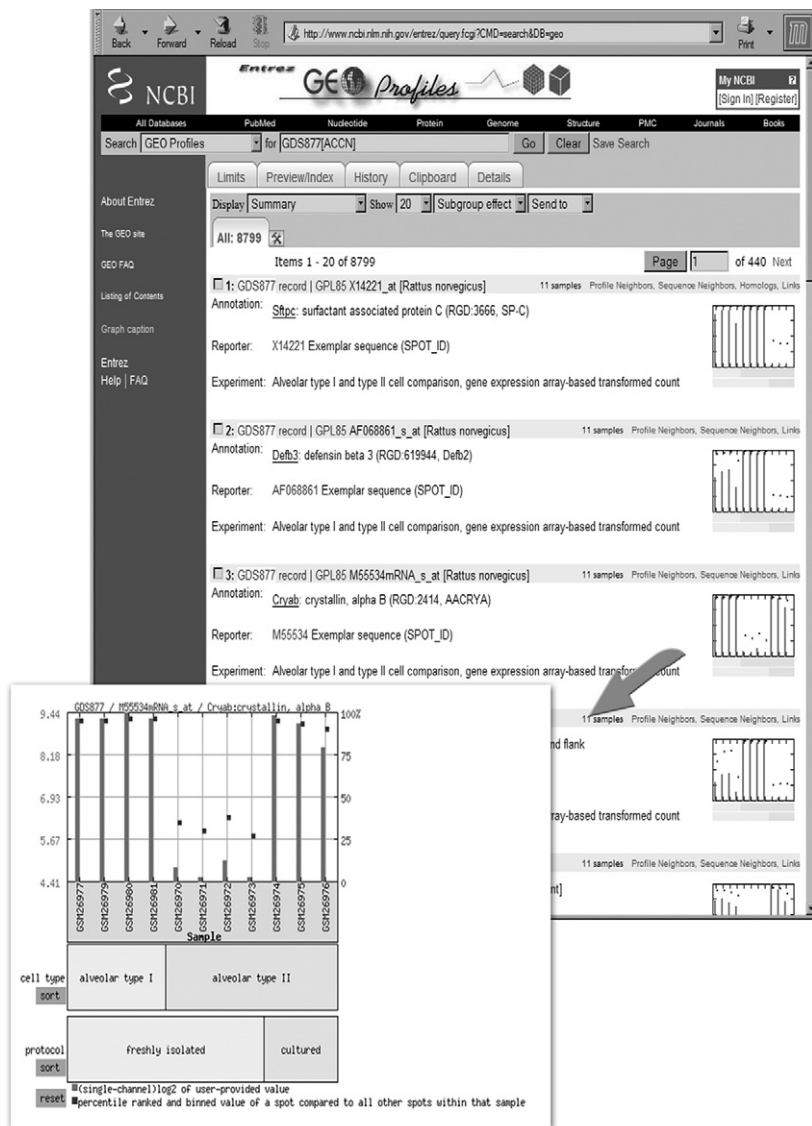 Back
Forward
Reload
Stop
http://www.ncbi.nlm.nih.gov/entrez/query.fcgi?CMD=search&DB=geo
Print
NCBI
Entrez
GEO Profiles
My NCBI
[Sign In] [Register]
All Databases PubMed Nucleotide Protein Genome Structure PMC Journals Books
Search GEO Profiles for GDS877[ACCN] Go Clear Save Search
Limits Preview/Index History Clipboard Details
About Entrez
The GEO site
GEO FAQ
Listing of Contents
Graph caption
Entrez
Help | FAQ
Display Summary Show 20 Subgroup effect Send to
All: 8799
Items 1 - 20 of 8799 Page 1 of 440 Next
1: GDS877 record | GPL85 X14221_at [Rattus norvegicus] 11 samples Profile Neighbors, Sequence Neighbors, Homologs, Links
Annotation: Sftpc: surfactant associated protein C (RGD:3666, SP-C)
Reporter: X14221 Exemplar sequence (SPOT_ID)
Experiment: Alveolar type I and type II cell comparison, gene expression array-based transformed count
2: GDS877 record | GPL85 AF068861_s_at [Rattus norvegicus] 11 samples Profile Neighbors, Sequence Neighbors, Links
Annotation: Defb3: defensin beta 3 (RGD:619944, Defb2)
Reporter: AF068861 Exemplar sequence (SPOT_ID)
Experiment: Alveolar type I and type II cell comparison, gene expression array-based transformed count
3: GDS877 record | GPL85 M55534mRNA_s_at [Rattus norvegicus] 11 samples Profile Neighbors, Sequence Neighbors, Links
Annotation: Cryab: crystallin, alpha B (RGD:2414, AACRYA)
Reporter: M55534 Exemplar sequence (SPOT_ID)
Experiment: Alveolar type I and type II cell comparison, gene expression array-based transformed count
11 samples Profile Neighbors, Sequence Neighbors, Links
nd flank
ray-based transformed count
11 samples Profile Neighbors, Sequence Neighbors, Links
nt]
GDS877 / M55534mRNA_s_at / Cryab:crystallin, alpha B
9.44 100%
8.18 75
6.93 50
5.67 25
4.41 0
GSM26977
GSM26979
GSM26980
GSM26981
GSM26970
GSM26971
GSM26972
GSM26973
GSM26974
GSM26975
GSM26976
Sample
cell type alveolar type I alveolar type II
sort
protocol freshly isolated cultured
sort
reset
(single-channel)log2 of user-provided value
percentile ranked and binned value of a spot compared to all other spots within that sample